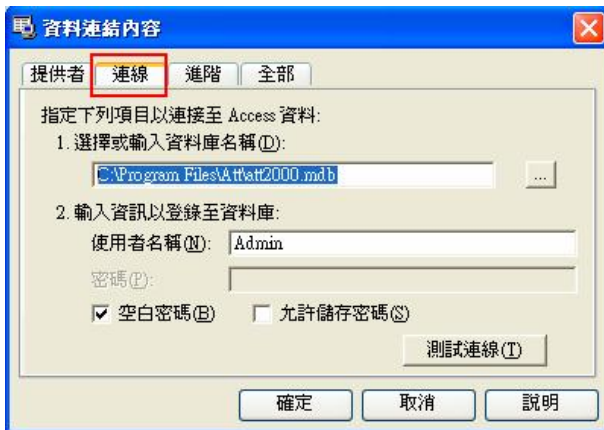 資料連結內容
提供者 連線 進階 全部
指定下列項目以連接至 Access 資料:
1. 選擇或輸入資料庫名稱(D):
C:\Program Files\Att\att2000.mdb ...
2. 輸入資訊以登錄至資料庫:
使用者名稱(N): Admin
密碼(P):
空白密碼(B) 允許儲存密碼(S)
測試連線(T)
確定 取消 說明